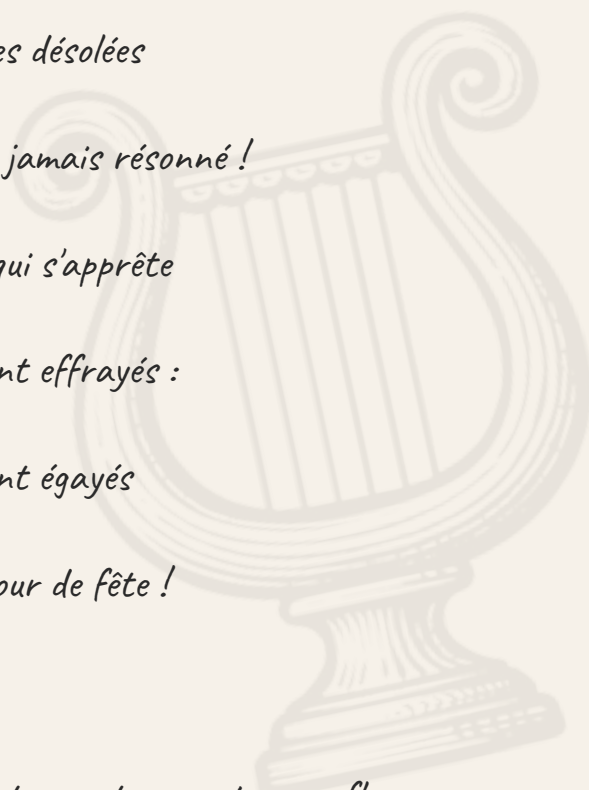 es désolées
jamais résonné !
qui s'apprête
nt effrayés :
nt égayés
our de fête !